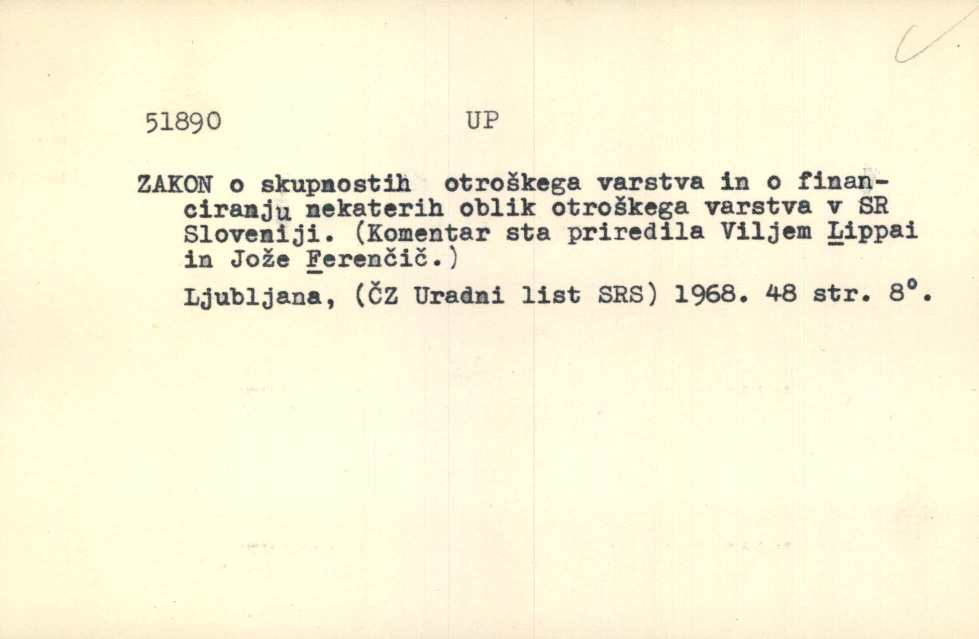 51890 UP
ZAKON o skupnostih otroškega varstva in o finan-
ciranju nekaterih oblik otroškega varstva v SR
Sloveniji. (Komentar sta priredila Viljem Lippai
in Jože Ferenčič.)
Ljubljana, (ČZ Uradni list SRS) 1968. 48 str. 8°.